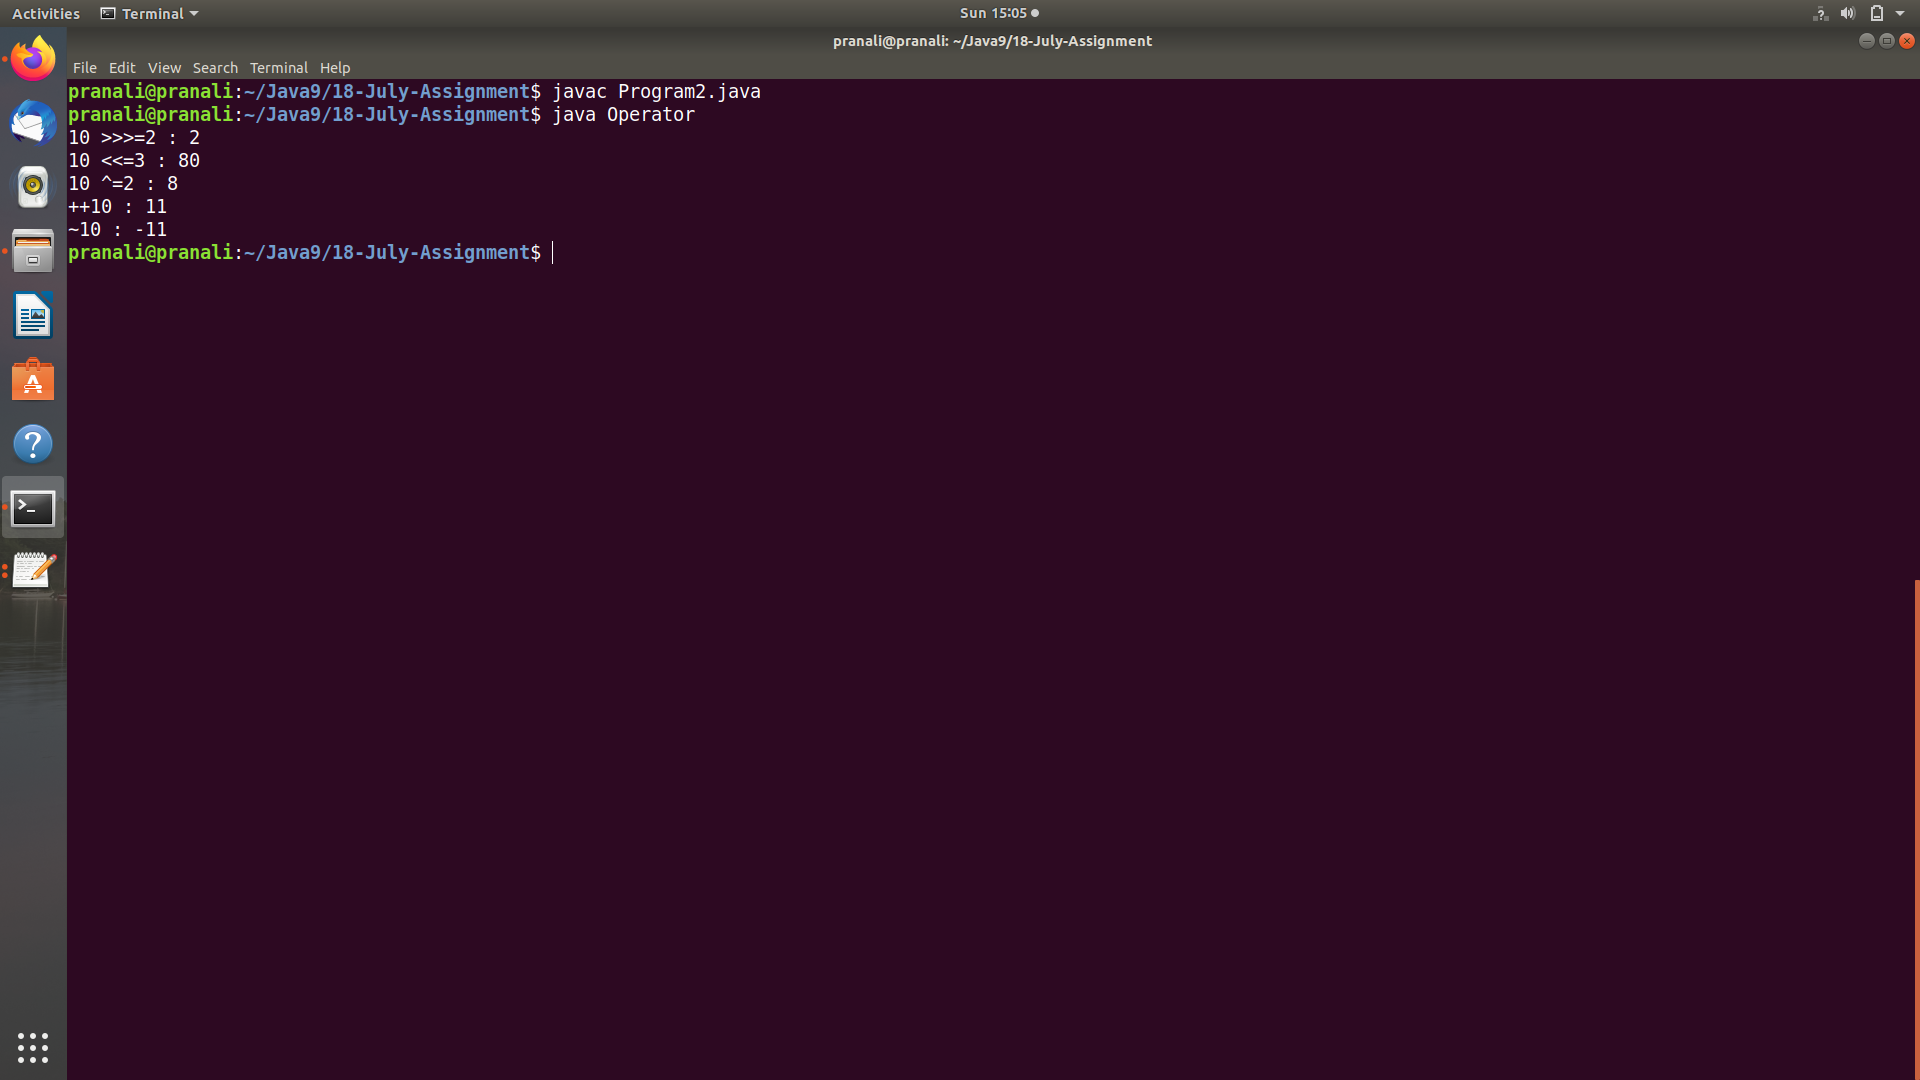 Activities Terminal Sun 15:05
pranali@pranali: ~/Java9/18-July-Assignment
File Edit View Search Terminal Help
pranali@pranali:~/Java9/18-July-Assignment$ javac Program2.java
pranali@pranali:~/Java9/18-July-Assignment$ java Operator
10 >>>=2 : 2
10 <<=3 : 80
10 ^=2 : 8
++10 : 11
~10 : -11
pranali@pranali:~/Java9/18-July-Assignment$